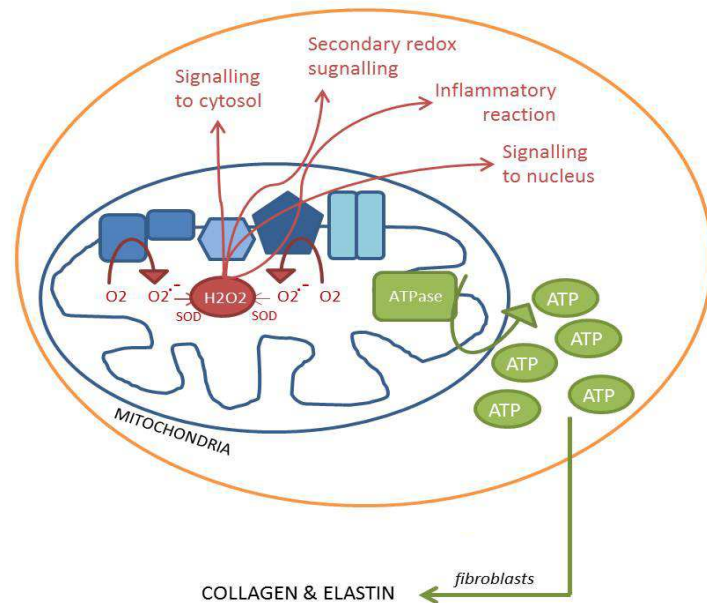 Signalling
to cytosol
Secondary redox
sugnalling
Inflammatory
reaction
Signalling
to nucleus
O2
O2·-
SOD
H2O2
SOD
O2·-
O2
ATPase
ATP
ATP
ATP
ATP
ATP
MITOCHONDRIA
fibroblasts
COLLAGEN & ELASTIN